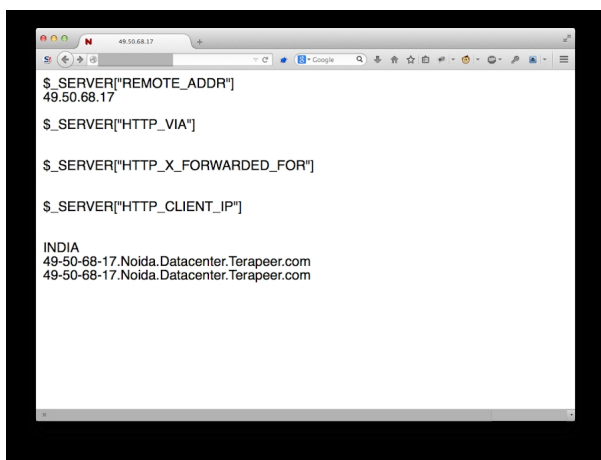 N 49.50.68.17
Google
$_SERVER["REMOTE_ADDR"]
49.50.68.17
$_SERVER["HTTP_VIA"]
$_SERVER["HTTP_X_FORWARDED_FOR"]
$_SERVER["HTTP_CLIENT_IP"]
INDIA
49-50-68-17.Noida.Datacenter.Terapeer.com
49-50-68-17.Noida.Datacenter.Terapeer.com